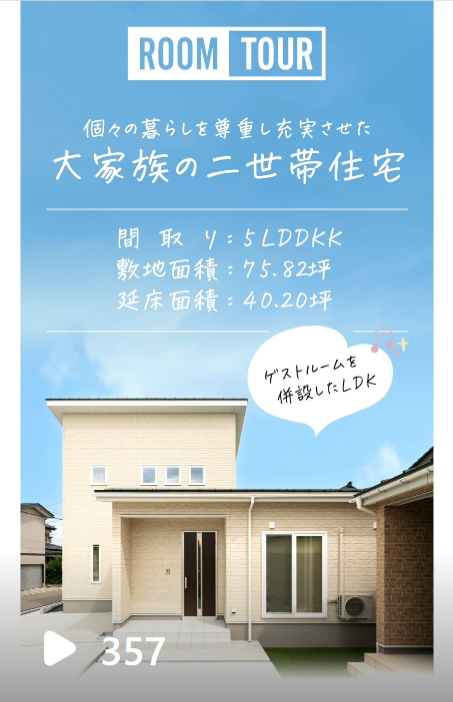 ROOM TOUR
個々の暮らしを尊重し充実させた
大家族の二世帯住宅
間取り：5LDDKK
敷地面積：75.82坪
延床面積：40.20坪
ゲストルームを
併設したLDK
357